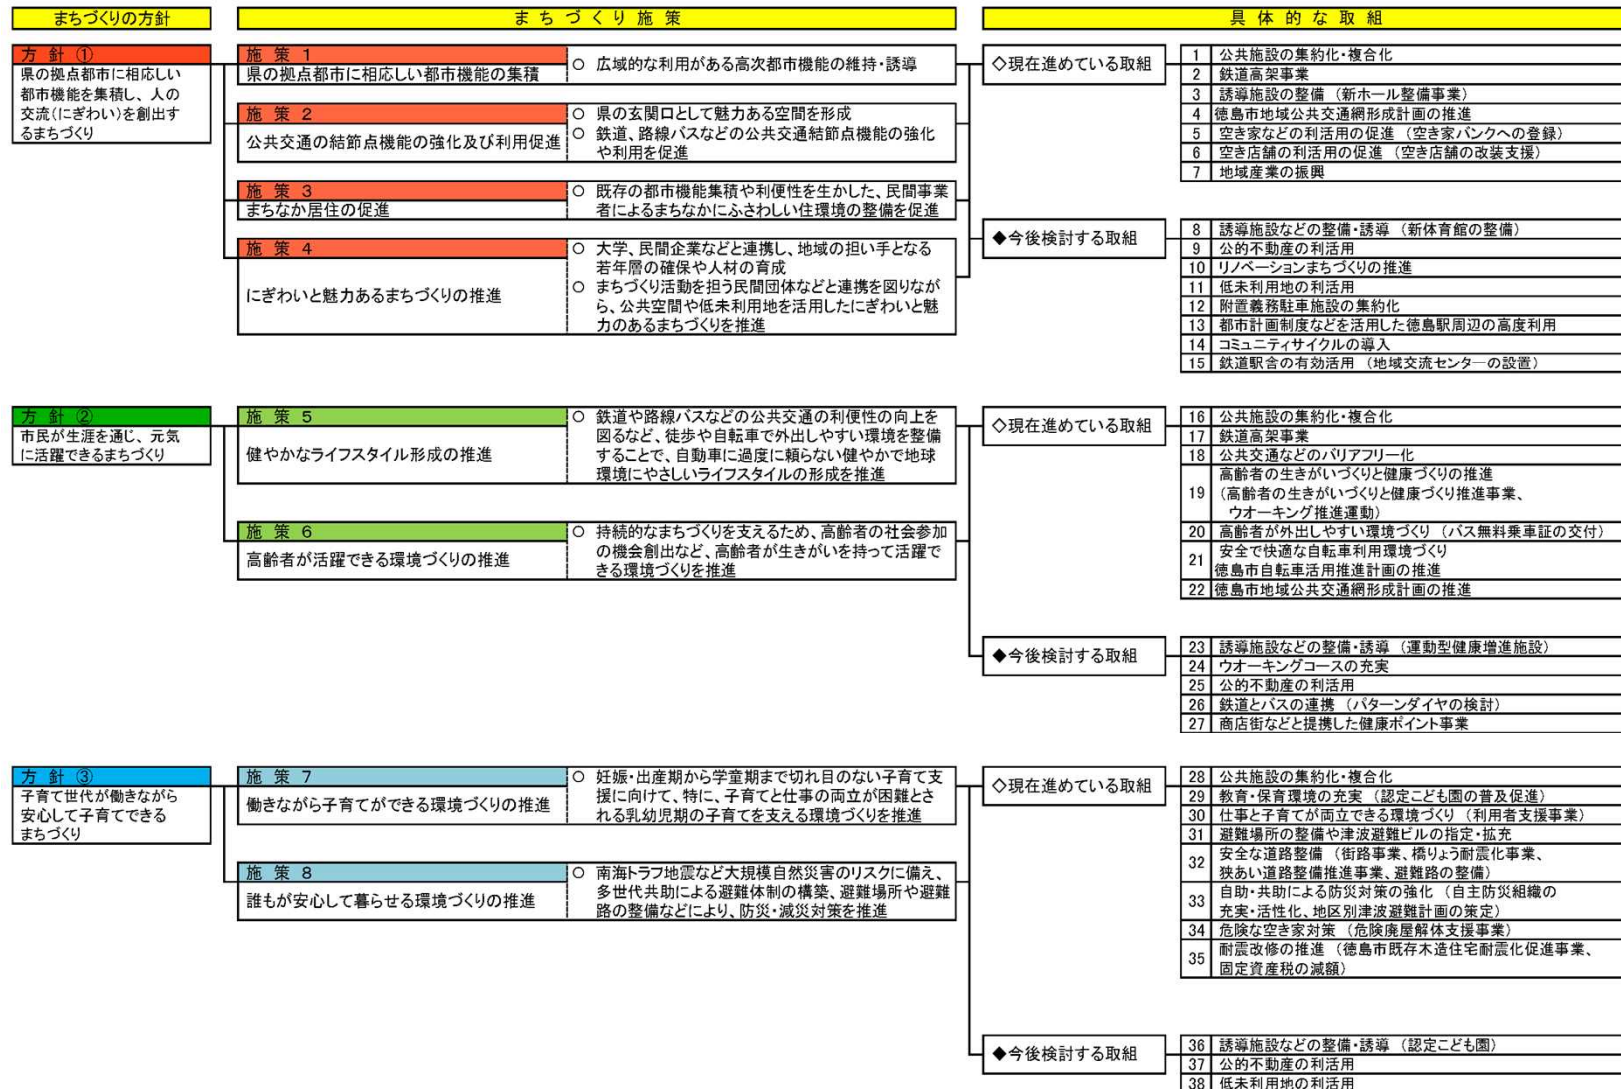 まちづくりの方針
まちづくり施策
具体的な取組
方針①
県の拠点都市に相応しい
都市機能を集積し、人の
交流(にぎわい)を創出す
るまちづくり
施策1
県の拠点都市に相応しい都市機能の集積
○ 広域的な利用がある高次都市機能の維持・誘導
施策2
公共交通の結節点機能の強化及び利用促進
○ 県の玄関口として魅力ある空間を形成
○ 鉄道、路線バスなどの公共交通結節点機能の強化
や利用を促進
施策3
まちなか居住の促進
○ 既存の都市機能集積や利便性を生かした、民間事業
者によるまちなかにふさわしい住環境の整備を促進
施策4
にぎわいと魅力あるまちづくりの推進
○ 大学、民間企業などと連携し、地域の担い手となる
若年層の確保や人材の育成
○ まちづくり活動を担う民間団体などと連携を図りなが
ら、公共空間や低未利用地を活用したにぎわいと魅
力のあるまちづくりを推進
◇現在進めている取組
1 公共施設の集約化・複合化
2 鉄道高架事業
3 誘導施設の整備 (新ホール整備事業)
4 徳島市地域公共交通網形成計画の推進
5 空き家などの利活用の促進 (空き家バンクへの登録)
6 空き店舗の利活用の促進 (空き店舗の改装支援)
7 地域産業の振興
◆今後検討する取組
8 誘導施設などの整備・誘導 (新体育館の整備)
9 公的不動産の利活用
10 リノベーションまちづくりの推進
11 低未利用地の利活用
12 附置義務駐車施設の集約化
13 都市計画制度などを活用した徳島駅周辺の高度利用
14 コミュニティサイクルの導入
15 鉄道駅舎の有効活用 (地域交流センターの設置)
方針②
市民が生涯を通じ、元気
に活躍できるまちづくり
施策5
健やかなライフスタイル形成の推進
○ 鉄道や路線バスなどの公共交通の利便性の向上を
図るなど、徒歩や自転車で外出しやすい環境を整備
することで、自動車に過度に頼らない健やかで地球
環境にやさしいライフスタイルの形成を推進
施策6
高齢者が活躍できる環境づくりの推進
○ 持続的なまちづくりを支えるため、高齢者の社会参加
の機会創出など、高齢者が生きがいを持って活躍で
きる環境づくりを推進
◇現在進めている取組
16 公共施設の集約化・複合化
17 鉄道高架事業
18 公共交通などのバリアフリー化
19 高齢者の生きがいづくりと健康づくりの推進
(高齢者の生きがいづくりと健康づくり推進事業、
ウオーキング推進運動)
20 高齢者が外出しやすい環境づくり (バス無料乗車証の交付)
21 安全で快適な自転車利用環境づくり
徳島市自転車活用推進計画の推進
22 徳島市地域公共交通網形成計画の推進
◆今後検討する取組
23 誘導施設などの整備・誘導 (運動型健康増進施設)
24 ウオーキングコースの充実
25 公的不動産の利活用
26 鉄道とバスの連携 (パターンダイヤの検討)
27 商店街などと提携した健康ポイント事業
方針③
子育て世代が働きながら
安心して子育てできる
まちづくり
施策7
働きながら子育てができる環境づくりの推進
○ 妊娠・出産期から学童期まで切れ目のない子育て支
援に向けて、特に、子育てと仕事の両立が困難とさ
れる乳幼児期の子育てを支える環境づくりを推進
施策8
誰もが安心して暮らせる環境づくりの推進
○ 南海トラフ地震など大規模自然災害のリスクに備え、
多世代共助による避難体制の構築、避難場所や避難
路の整備などにより、防災・減災対策を推進
◇現在進めている取組
28 公共施設の集約化・複合化
29 教育・保育環境の充実 (認定こども園の普及促進)
30 仕事と子育てが両立できる環境づくり (利用者支援事業)
31 避難場所の整備や津波避難ビルの指定・拡充
32 安全な道路整備 (街路事業、橋りょう耐震化事業、
狭あい道路整備推進事業、避難路の整備)
33 自助・共助による防災対策の強化 (自主防災組織の
充実・活性化、地区別津波避難計画の策定)
34 危険な空き家対策 (危険廃屋解体支援事業)
35 耐震改修の推進 (徳島市既存木造住宅耐震化促進事業、
固定資産税の減額)
◆今後検討する取組
36 誘導施設などの整備・誘導 (認定こども園)
37 公的不動産の利活用
38 低未利用地の利活用